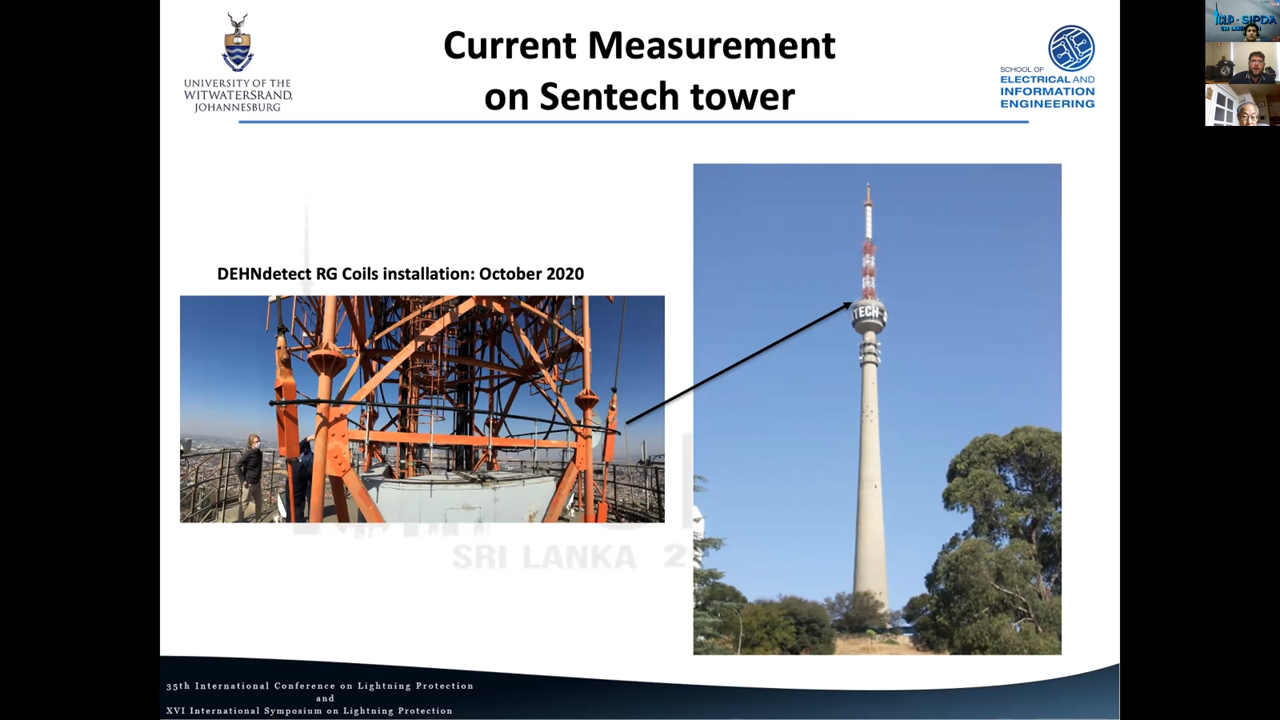 UNIVERSITY OF THE
WITWATERSRAND,
JOHANNESBURG
Current Measurement
on Sentech tower
SCHOOL OF
ELECTRICAL AND
INFORMATION
ENGINEERING
DEHNdetect RG Coils installation: October 2020
TECH
SRI LANKA 2
35th International Conference on Lightning Protection
and
XVI International Symposium on Lightning Protection
ICLP - SIPDA